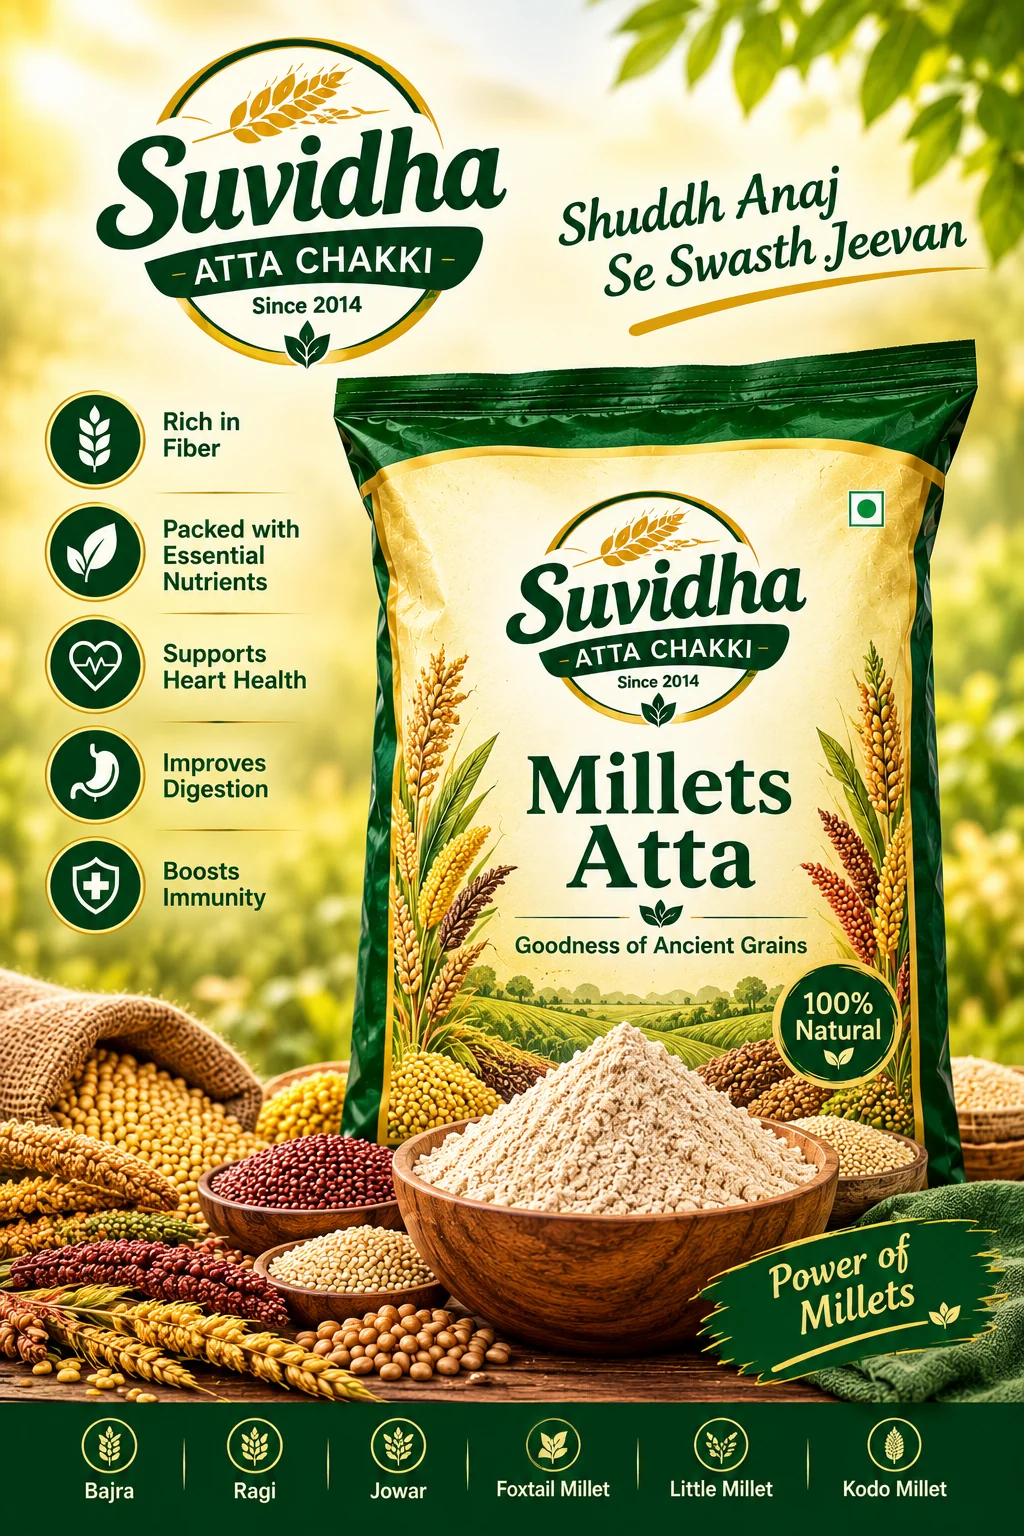 Suvidha
ATTA CHAKKI
Since 2014
Shuddh Anaj
Se Swasth Jeevan
Rich in
Fiber
Packed with
Essential
Nutrients
Supports
Heart Health
Improves
Digestion
Boosts
Immunity
Suvidha
ATTA CHAKKI
Since 2014
Millets
Atta
Goodness of Ancient Grains
100%
Natural
Power of
Millets
Bajra
Ragi
Jowar
Foxtail Millet
Little Millet
Kodo Millet